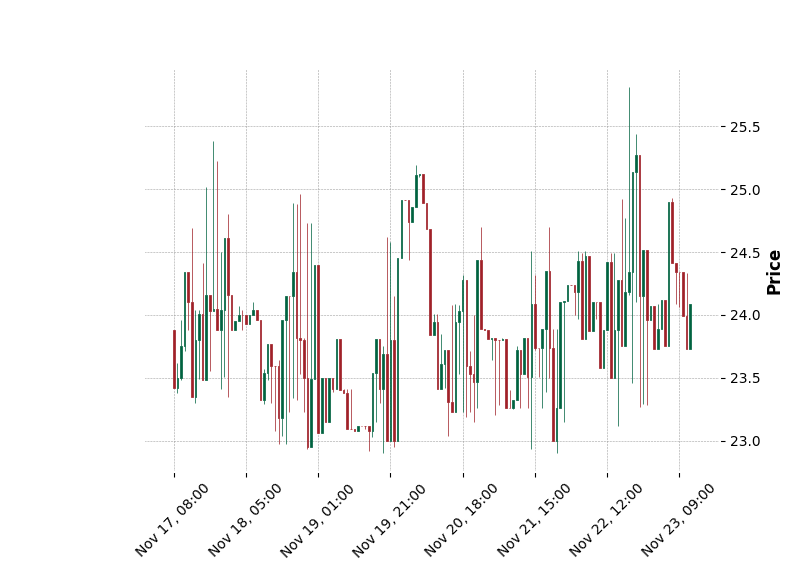 25.5
25.0
24.5
24.0
23.5
23.0
Price
Nov 17, 08:00
Nov 18, 05:00
Nov 19, 01:00
Nov 19, 21:00
Nov 20, 18:00
Nov 21, 15:00
Nov 22, 12:00
Nov 23, 09:00